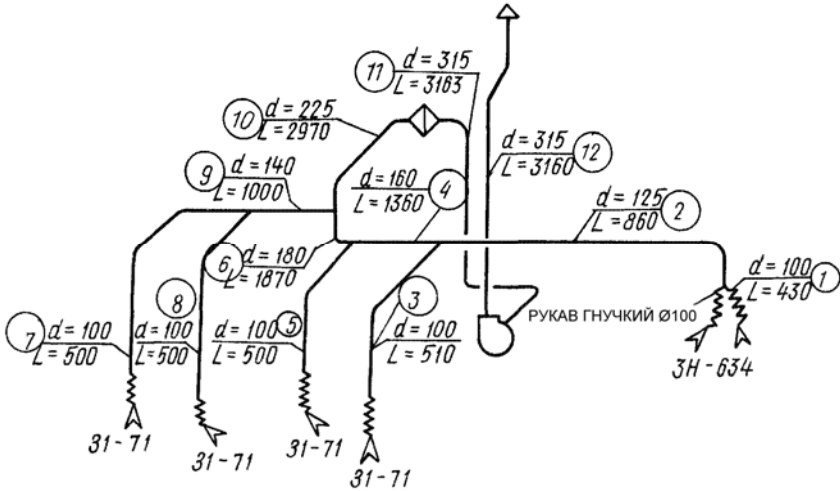 11
d = 315
L = 3163
10
d = 225
L = 2970
d = 315
L = 3160
12
9
d = 140
L = 1000
d = 160
L = 1360
4
d = 125
L = 860
2
6
d = 180
L = 1870
d = 100
L = 430
1
8
3
РУКАВ ГНУЧКИЙ Ø100
7
d = 100
L = 500
d = 100
L = 500
d = 100
L = 500
5
d = 100
L = 510
ЗН - 634
31 - 71
31 - 71
31 - 71
31 - 71